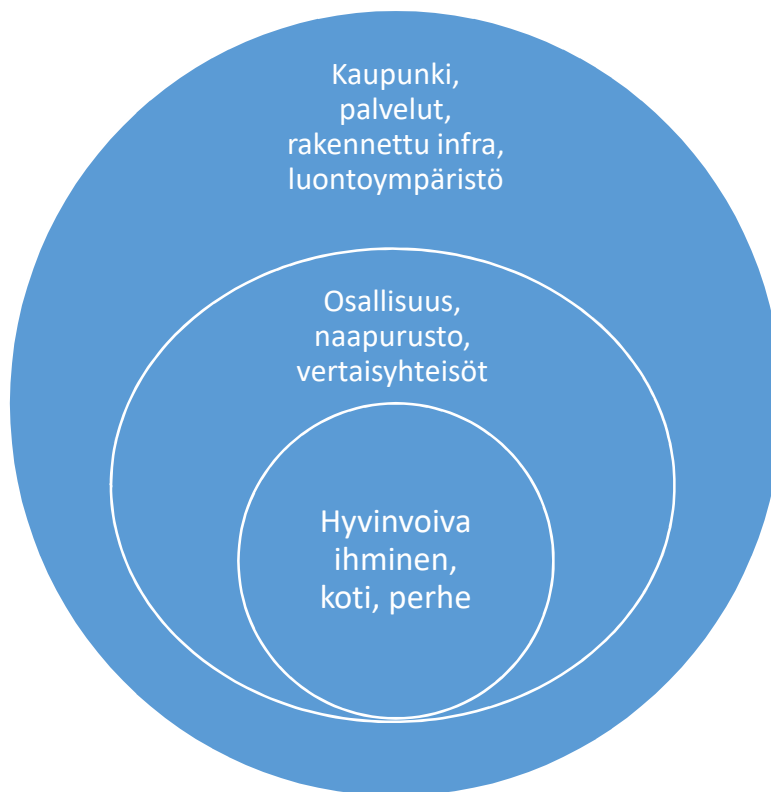 Kaupunki,
palvelut,
rakennettu infra,
luontoympäristö
Osallisuus,
naapurusto,
vertaisyhteisöt
Hyvinvoiva
ihminen,
koti, perhe